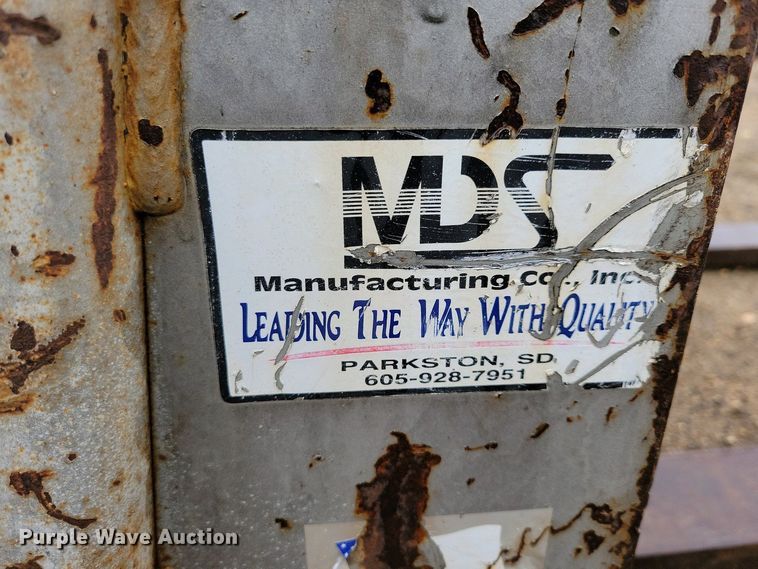 MDS
Manufacturing Co., Inc.
LEADING THE WAY WITH QUALITY
PARKSTON, SD
605-928-7951
Purple Wave Auction